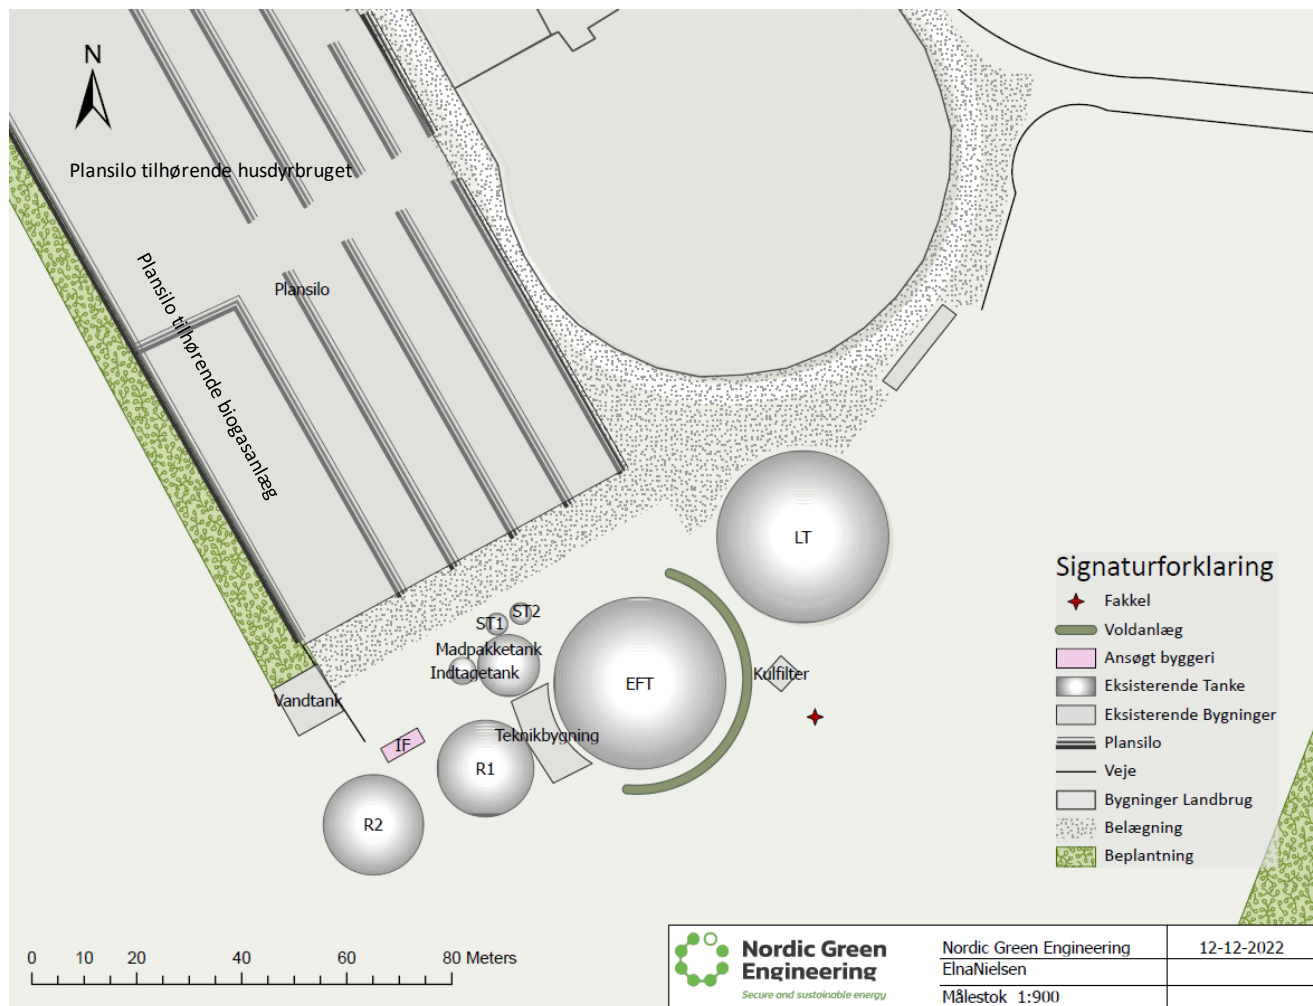 N
Plansilo tilhørende husdyrbruget
Plansilo
Plansilo tilhørende biogasanlæg
LT
ST2
ST1
Madpakketank
Indtagetank
EFT
Kulfilter
Vandtank
Teknikbygning
IF
R1
R2
Signaturforklaring
Fakkel
Voldanlæg
Ansøgt byggeri
Eksisterende Tanke
Eksisterende Bygninger
Plansilo
Veje
Bygninger Landbrug
Belægning
Beplantning
0 10 20 40 60 80 Meters
Nordic Green
Engineering
Secure and sustainable energy
Nordic Green Engineering 12-12-2022
ElnaNielsen
Målestok 1:900